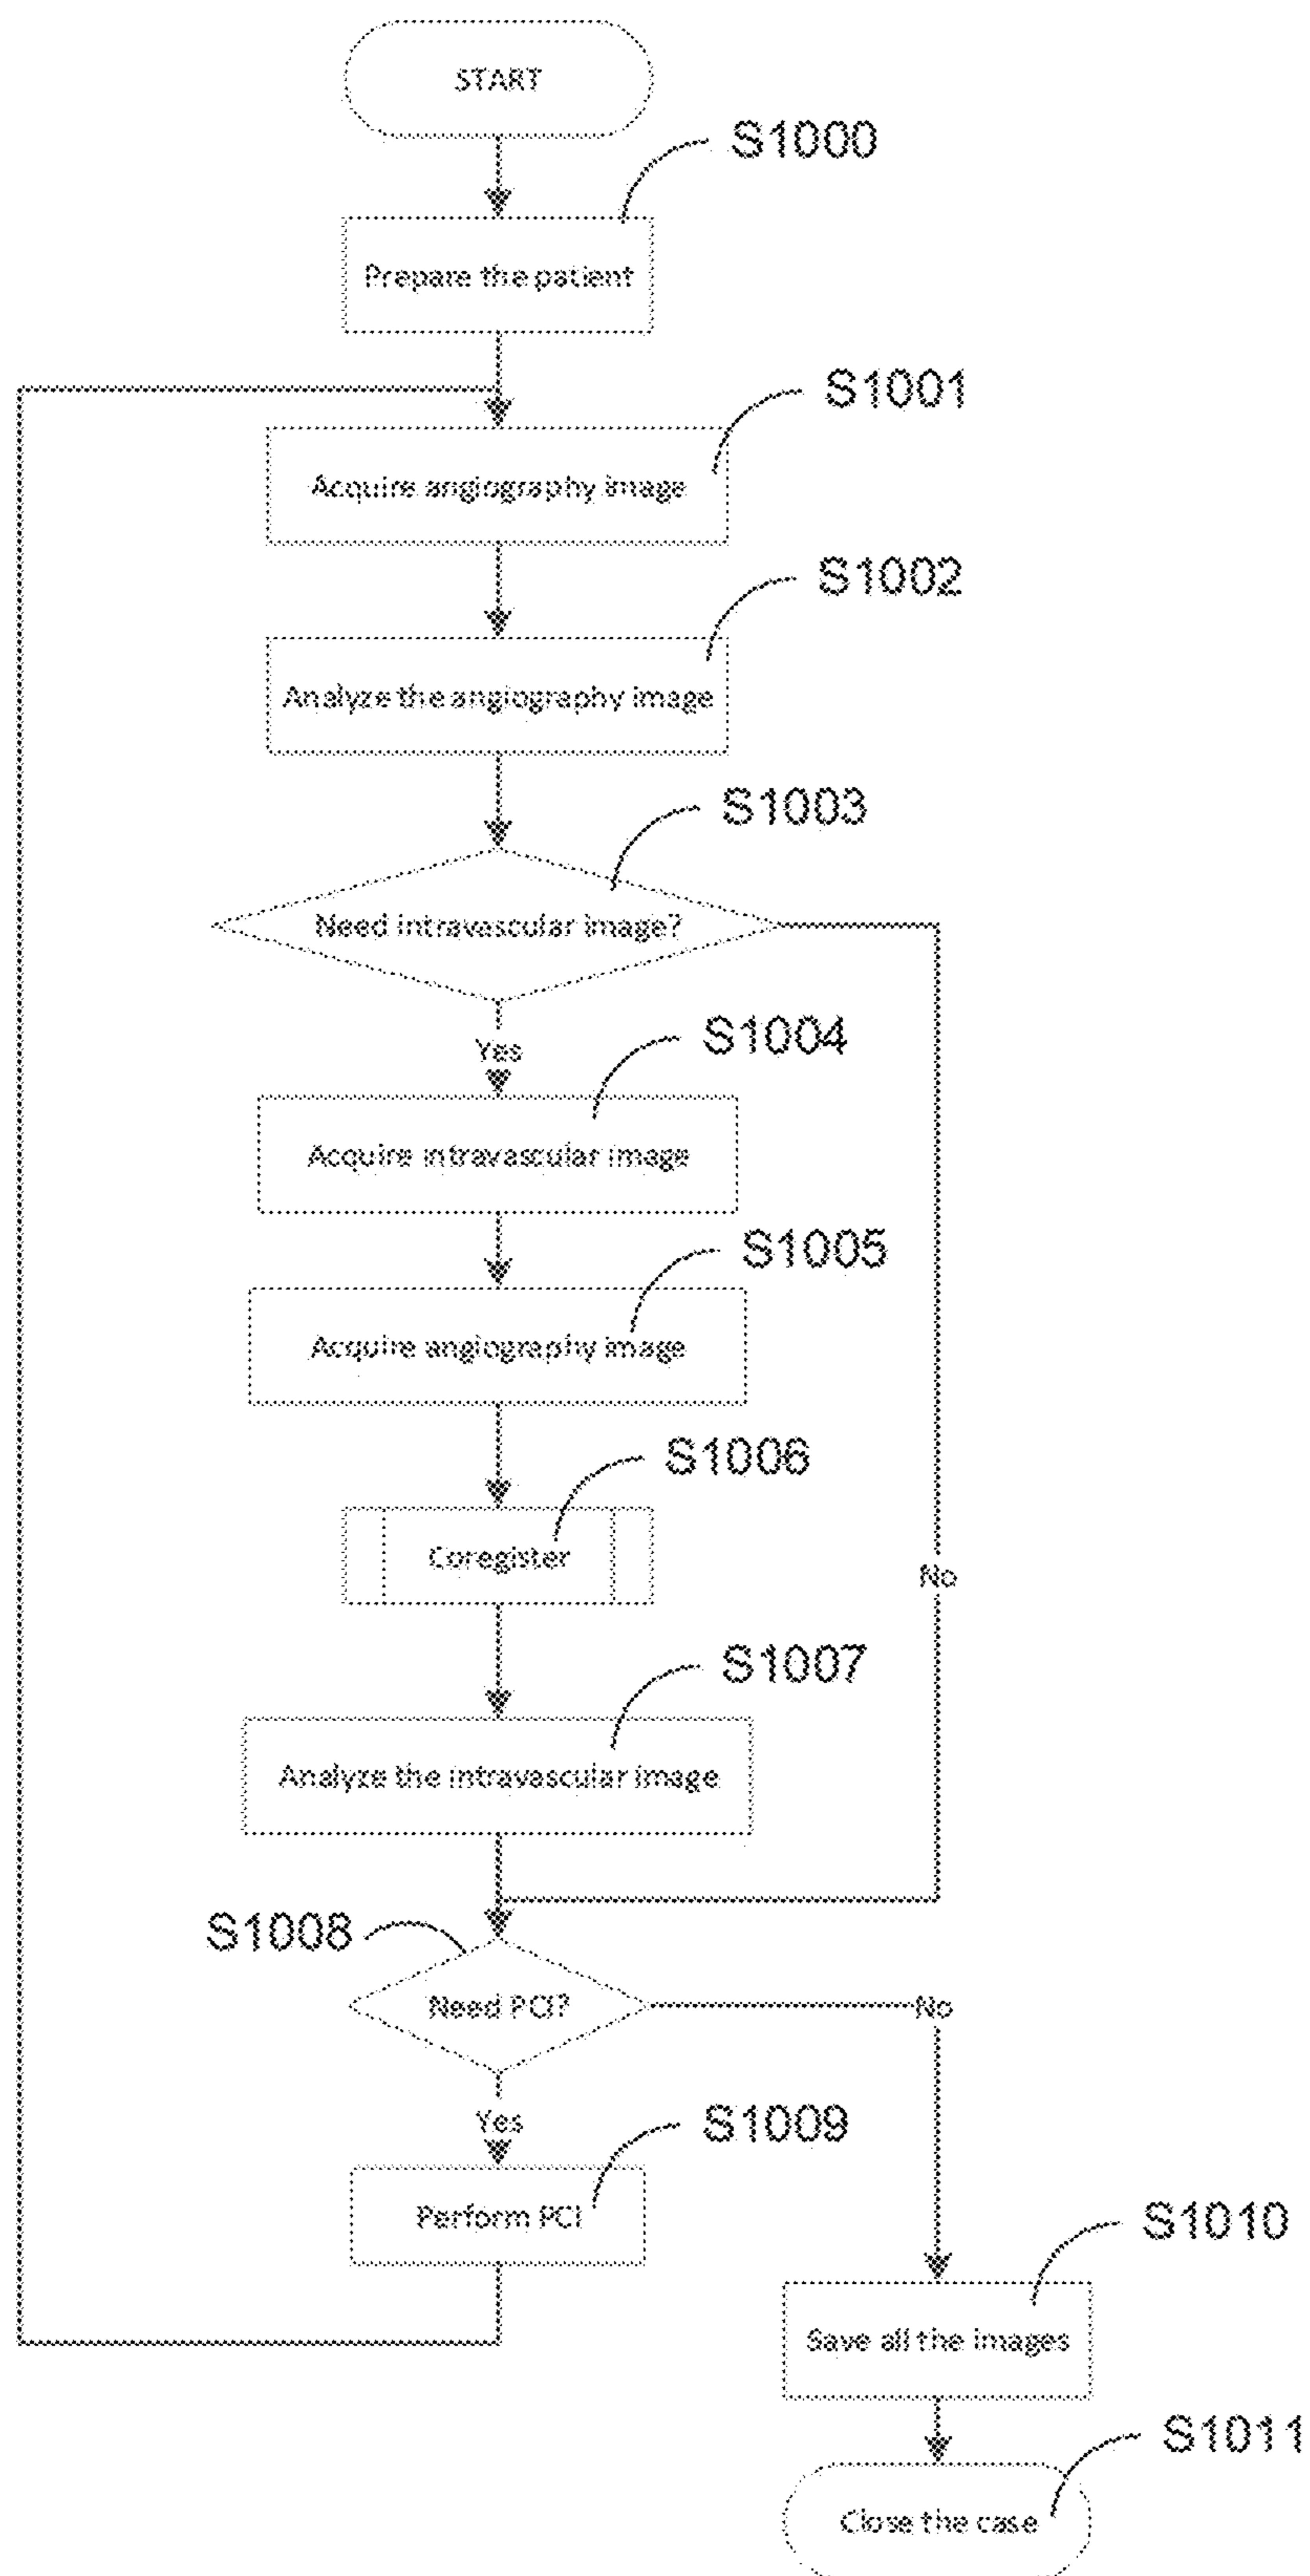 START
S1000
Prepare the patient
S1001
Acquire angiography image
S1002
Analyze the angiography image
S1003
Need intravascular image?
Yes
S1004
Acquire intravascular image
S1005
Acquire angiography image
S1006
Coregister
No
S1007
Analyze the intravascular image
S1008
Need PCI?
No
Yes
S1009
Perform PCI
S1010
Save all the images
S1011
Close the case